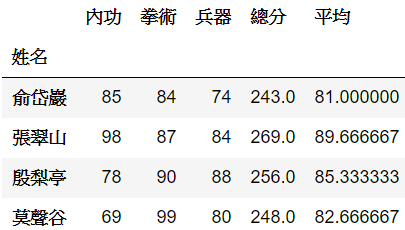 內功 拳術 兵器 總分 平均
姓名
俞岱巖 85 84 74 243.0 81.000000
張翠山 98 87 84 269.0 89.666667
殷梨亭 78 90 88 256.0 85.333333
莫聲谷 69 99 80 248.0 82.666667